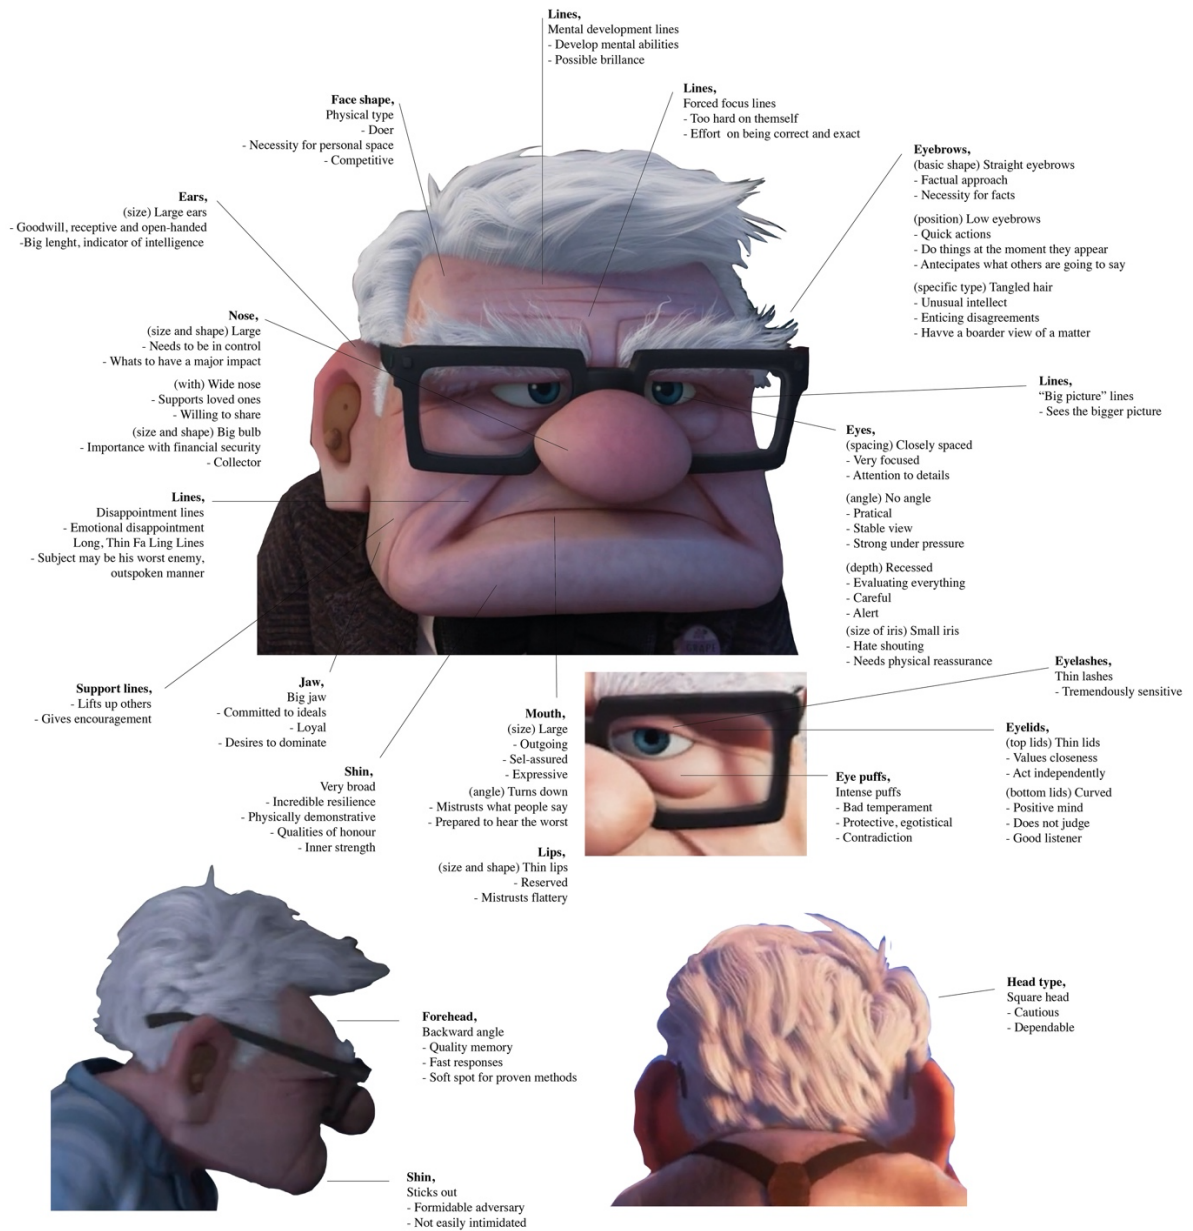 Lines,
Mental development lines
- Develop mental abilities
- Possible brillance
Lines,
Forced focus lines
- Too hard on themself
- Effort on being correct and exact
Face shape,
Physical type
- Doer
- Necessity for personal space
- Competitive
Eyebrows,
(basic shape) Straight eyebrows
- Factual approach
- Necessity for facts
(position) Low eyebrows
- Quick actions
- Do things at the moment they appear
- Antecipates what others are going to say
(specific type) Tangled hair
- Unusual intellect
- Enticing disagreements
- Havve a boarder view of a matter
Ears,
(size) Large ears
- Goodwill, receptive and open-handed
-Big lenght, indicator of intelligence
Nose,
(size and shape) Large
- Needs to be in control
- Whats to have a major impact
(with) Wide nose
- Supports loved ones
- Willing to share
(size and shape) Big bulb
- Importance with financial security
- Collector
Lines,
"Big picture" lines
- Sees the bigger picture
Eyes,
(spacing) Closely spaced
- Very focused
- Attention to details
(angle) No angle
- Pratical
- Stable view
- Strong under pressure
(depth) Recessed
- Evaluating everything
- Careful
- Alert
(size of iris) Small iris
- Hate shouting
- Needs physical reassurance
Lines,
Disappointment lines
- Emotional disappointment
Long, Thin Fa Ling Lines
- Subject may be his worst enemy,
outspoken manner
Support lines,
- Lifts up others
- Gives encouragement
Jaw,
Big jaw
- Committed to ideals
- Loyal
- Desires to dominate
Shin,
Very broad
- Incredible resilience
- Physically demonstrative
- Qualities of honour
- Inner strength
Mouth,
(size) Large
- Outgoing
- Sel-assured
- Expressive
(angle) Turns down
- Mistrusts what people say
- Prepared to hear the worst
Lips,
(size and shape) Thin lips
- Reserved
- Mistrusts flattery
Eyelashes,
Thin lashes
- Tremendously sensitive
Eyelids,
(top lids) Thin lids
- Values closeness
- Act independently
(bottom lids) Curved
- Positive mind
- Does not judge
- Good listener
Eye puffs,
Intense puffs
- Bad temperament
- Protective, egotistical
- Contradiction
Forehead,
Backward angle
- Quality memory
- Fast responses
- Soft spot for proven methods
Shin,
Sticks out
- Formidable adversary
- Not easily intimidated
Head type,
Square head
- Cautious
- Dependable